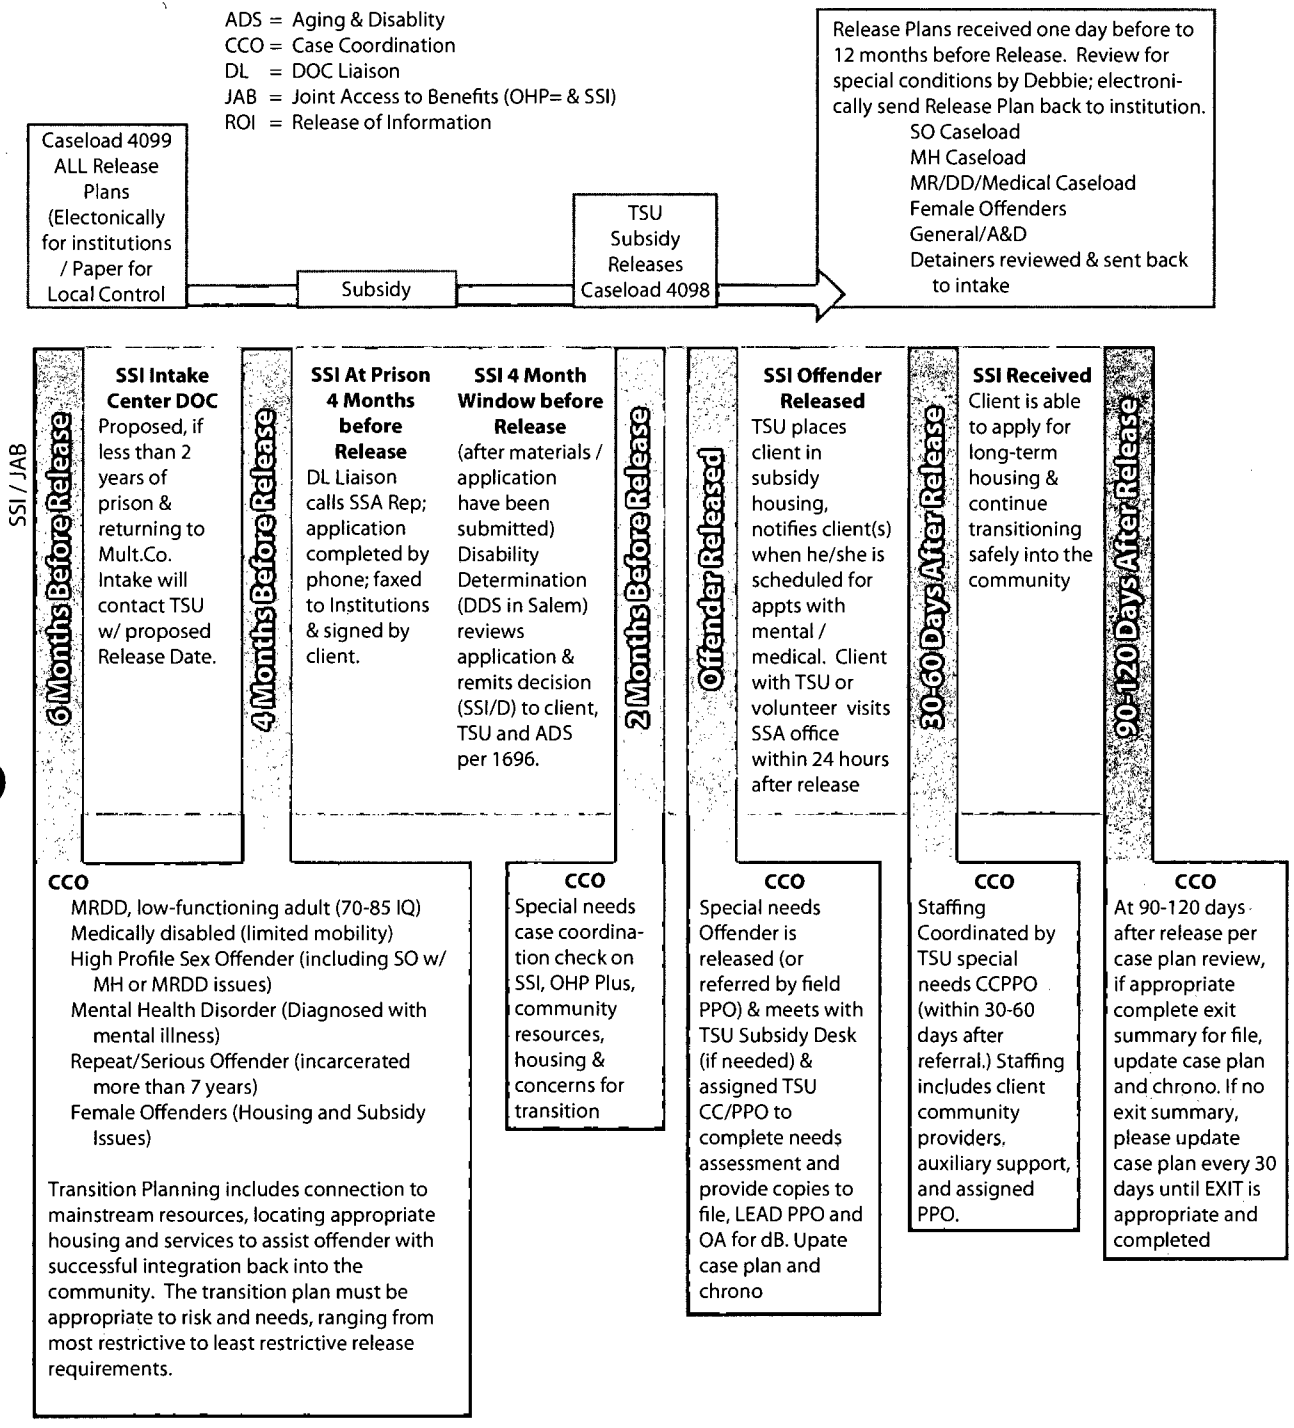 ADS = Aging & Disablity
CCO = Case Coordination
DL = DOC Liaison
JAB = Joint Access to Benefits (OHP= & SSI)
ROI = Release of Information
Caseload 4099
ALL Release
Plans
(Electonically
for institutions
/ Paper for
Local Control
Subsidy
TSU
Subsidy
Releases
Caseload 4098
Release Plans received one day before to
12 months before Release. Review for
special conditions by Debbie; electroni-
cally send Release Plan back to institution.
SO Caseload
MH Caseload
MR/DD/Medical Caseload
Female Offenders
General/A&D
Detainers reviewed & sent back
to intake
SSI / JAB
6 Months Before Release
SSI Intake
Center DOC
Proposed, if
less than 2
years of
prison &
returning to
Mult.Co.
Intake will
contact TSU
w/ proposed
Release Date.
4 Months Before Release
SSI At Prison
4 Months
before
Release
DL Liaison
calls SSA Rep;
application
completed by
phone; faxed
to Institutions
& signed by
client.
SSI 4 Month
Window before
Release
(after materials /
application
have been
submitted)
Disability
Determination
(DDS in Salem)
reviews
application &
remits decision
(SSI/D) to client,
TSU and ADS
per 1696.
2 Months Before Release
Offender Released
SSI Offender
Released
TSU places
client in
subsidy
housing,
notifies client(s)
when he/she is
scheduled for
appts with
mental /
medical. Client
with TSU or
volunteer visits
SSA office
within 24 hours
after release
30-60 Days After Release
SSI Received
Client is able
to apply for
long-term
housing &
continue
transitioning
safely into the
community
90-120 Days After Release
CCO
MRDD, low-functioning adult (70-85 IQ)
Medically disabled (limited mobility)
High Profile Sex Offender (including SO w/
MH or MRDD issues)
Mental Health Disorder (Diagnosed with
mental illness)
Repeat/Serious Offender (incarcerated
more than 7 years)
Female Offenders (Housing and Subsidy
Issues)
Transition Planning includes connection to
mainstream resources, locating appropriate
housing and services to assist offender with
successful integration back into the
community. The transition plan must be
appropriate to risk and needs, ranging from
most restrictive to least restrictive release
requirements.
CCO
Special needs
case coordina-
tion check on
SSI, OHP Plus,
community
resources,
housing &
concerns for
transition
CCO
Special needs
Offender is
released (or
referred by field
PPO) & meets with
TSU Subsidy Desk
(if needed) &
assigned TSU
CC/PPO to
complete needs
assessment and
provide copies to
file, LEAD PPO and
OA for dB. Upate
case plan and
chrono
CCO
Staffing
Coordinated by
TSU special
needs CCPPO
(within 30-60
days after
referral.) Staffing
includes client
community
providers,
auxiliary support,
and assigned
PPO.
CCO
At 90-120 days
after release per
case plan review,
if appropriate
complete exit
summary for file,
update case plan
and chrono. If no
exit summary,
please update
case plan every 30
days until EXIT is
appropriate and
completed